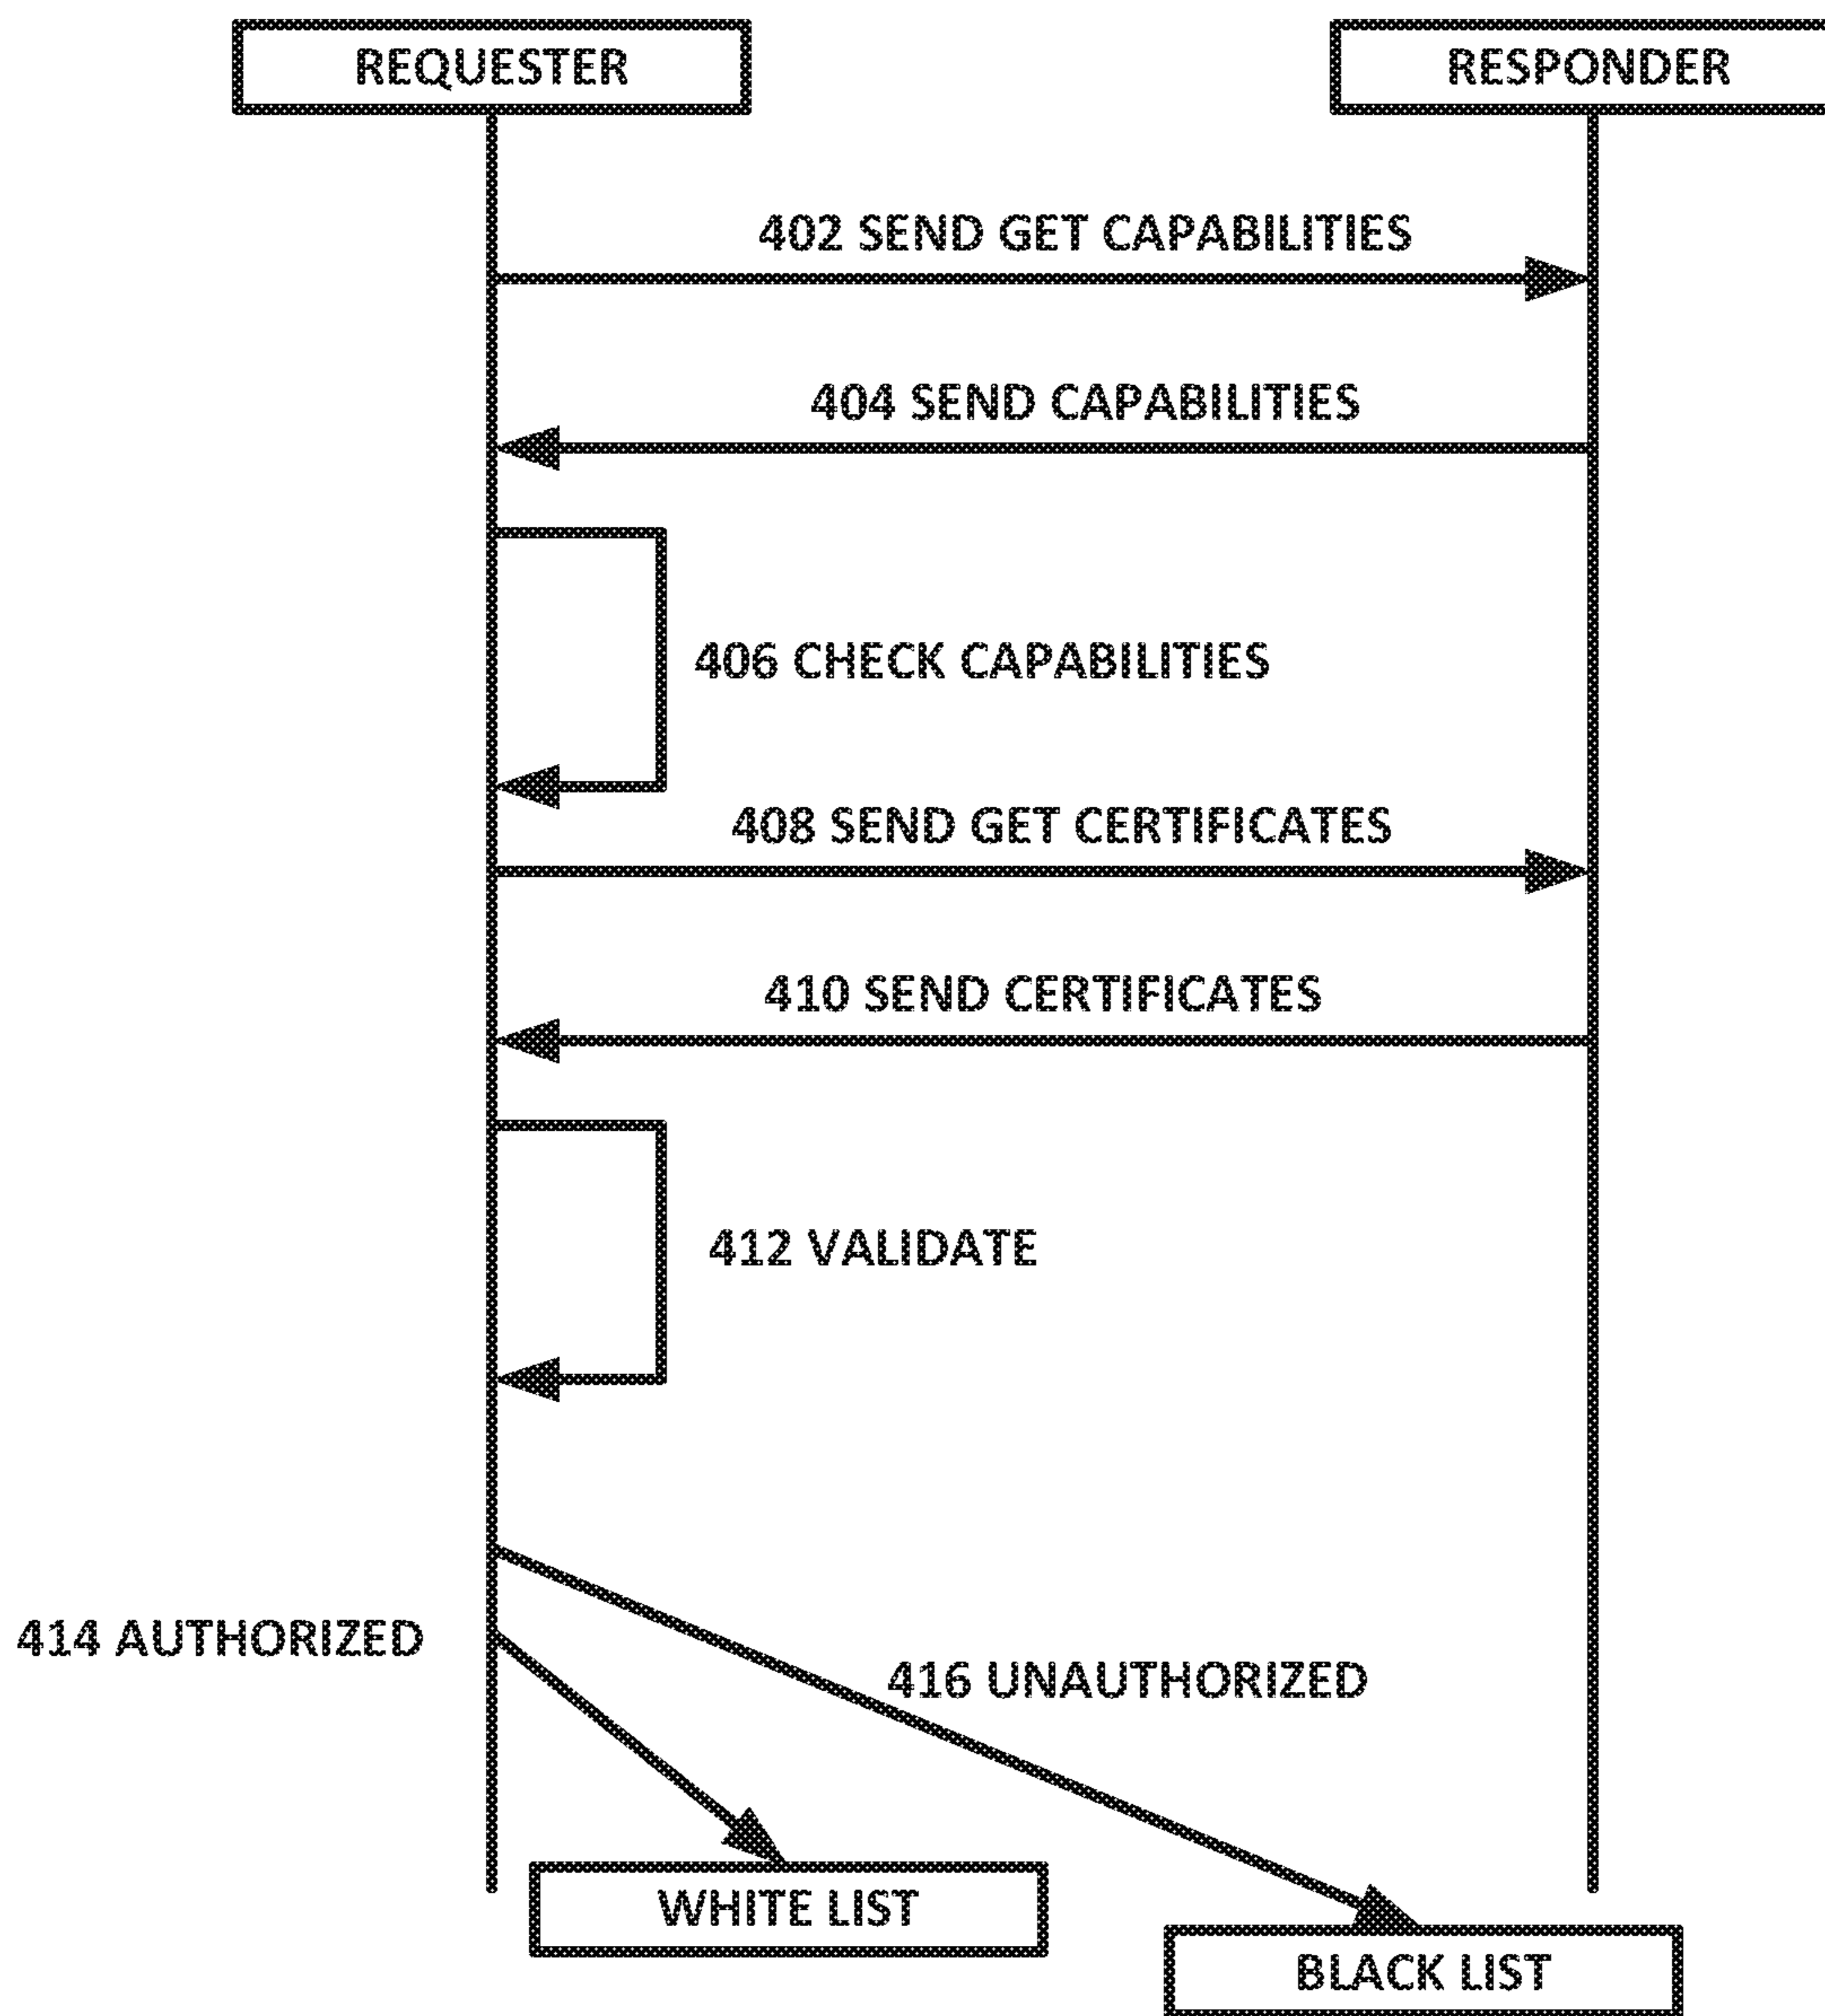 REQUESTER
RESPONDER
402 SEND GET CAPABILITIES
404 SEND CAPABILITIES
406 CHECK CAPABILITIES
408 SEND GET CERTIFICATES
410 SEND CERTIFICATES
412 VALIDATE
414 AUTHORIZED
416 UNAUTHORIZED
WHITE LIST
BLACK LIST